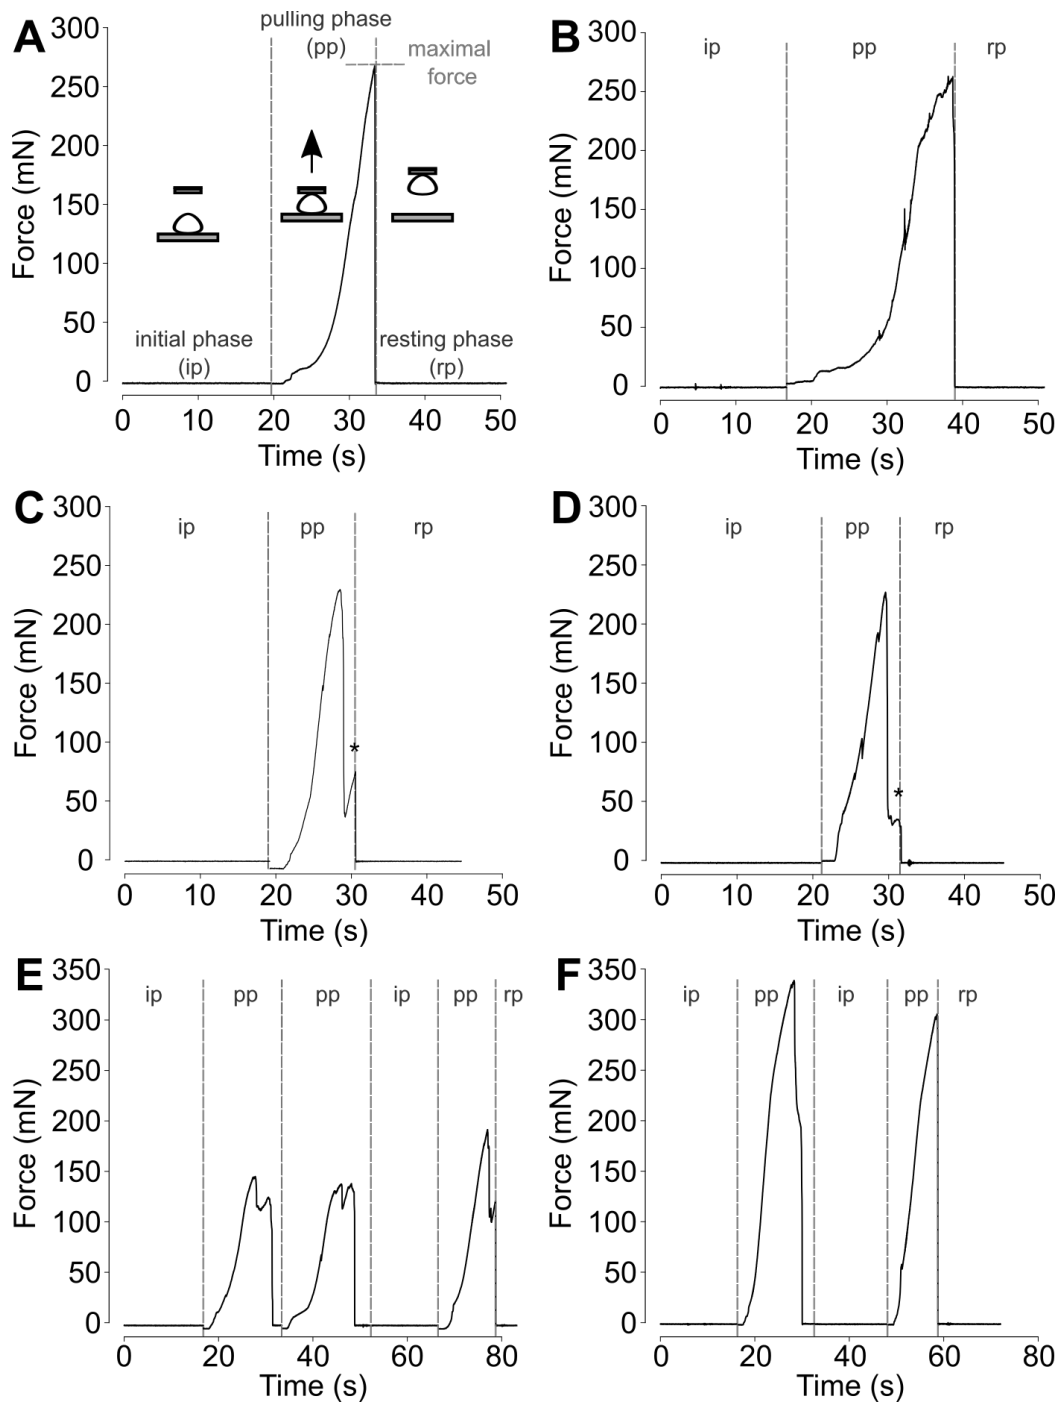 A
pulling phase
(pp)
maximal
force
initial phase
(ip)
resting phase
(rp)
Force (mN)
300
250
200
150
100
50
0
0 10 20 30 40 50
Time (s)
B
ip pp rp
Force (mN)
300
250
200
150
100
50
0
0 10 20 30 40 50
Time (s)
C
ip pp rp
*
Force (mN)
300
250
200
150
100
50
0
0 10 20 30 40 50
Time (s)
D
ip pp rp
*
Force (mN)
300
250
200
150
100
50
0
0 10 20 30 40 50
Time (s)
E
ip pp pp ip pp rp
Force (mN)
350
300
250
200
150
100
50
0
0 20 40 60 80
Time (s)
F
ip pp ip pp rp
Force (mN)
350
300
250
200
150
100
50
0
0 20 40 60 80
Time (s)